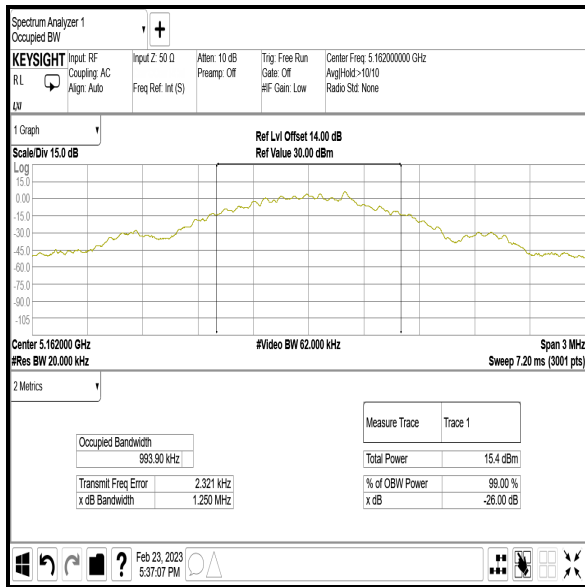 Spectrum Analyzer 1
Occupied BW
KEYSIGHT
RL
LXI
Input: RF
Coupling: AC
Align: Auto
Input Z: 50 Ω
Freq Ref: Int (S)
Atten: 10 dB
Preamp: Off
Trig: Free Run
Gate: Off
#IF Gain: Low
Center Freq: 5.162000000 GHz
Avg|Hold:>10/10
Radio Std: None
1 Graph
Scale/Div 15.0 dB
Ref Lvl Offset 14.00 dB
Ref Value 30.00 dBm
Log
15.0
0.00
-15.0
-30.0
-45.0
-60.0
-75.0
-90.0
-105
Center 5.162000 GHz
#Video BW 62.000 kHz
Span 3 MHz
#Res BW 20.000 kHz
Sweep 7.20 ms (3001 pts)
2 Metrics
Occupied Bandwidth
993.90 kHz
Transmit Freq Error 2.321 kHz
x dB Bandwidth 1.250 MHz
Measure Trace Trace 1
Total Power 15.4 dBm
% of OBW Power 99.00 %
x dB -26.00 dB
?
Feb 23, 2023
5:37:07 PM